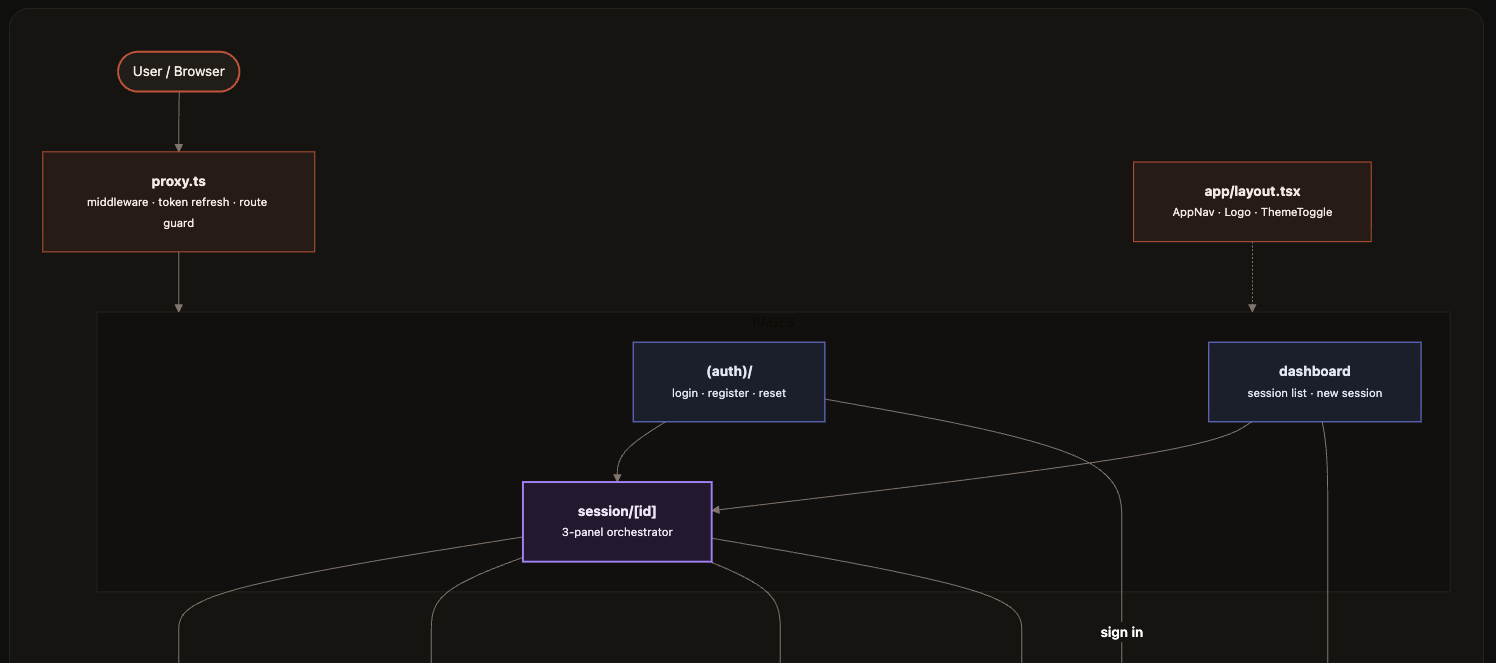 User / Browser
proxy.ts
middleware · token refresh · route
guard
app/layout.tsx
AppNav · Logo · ThemeToggle
PAGES
(auth)/
login · register · reset
dashboard
session list · new session
session/[id]
3-panel orchestrator
sign in